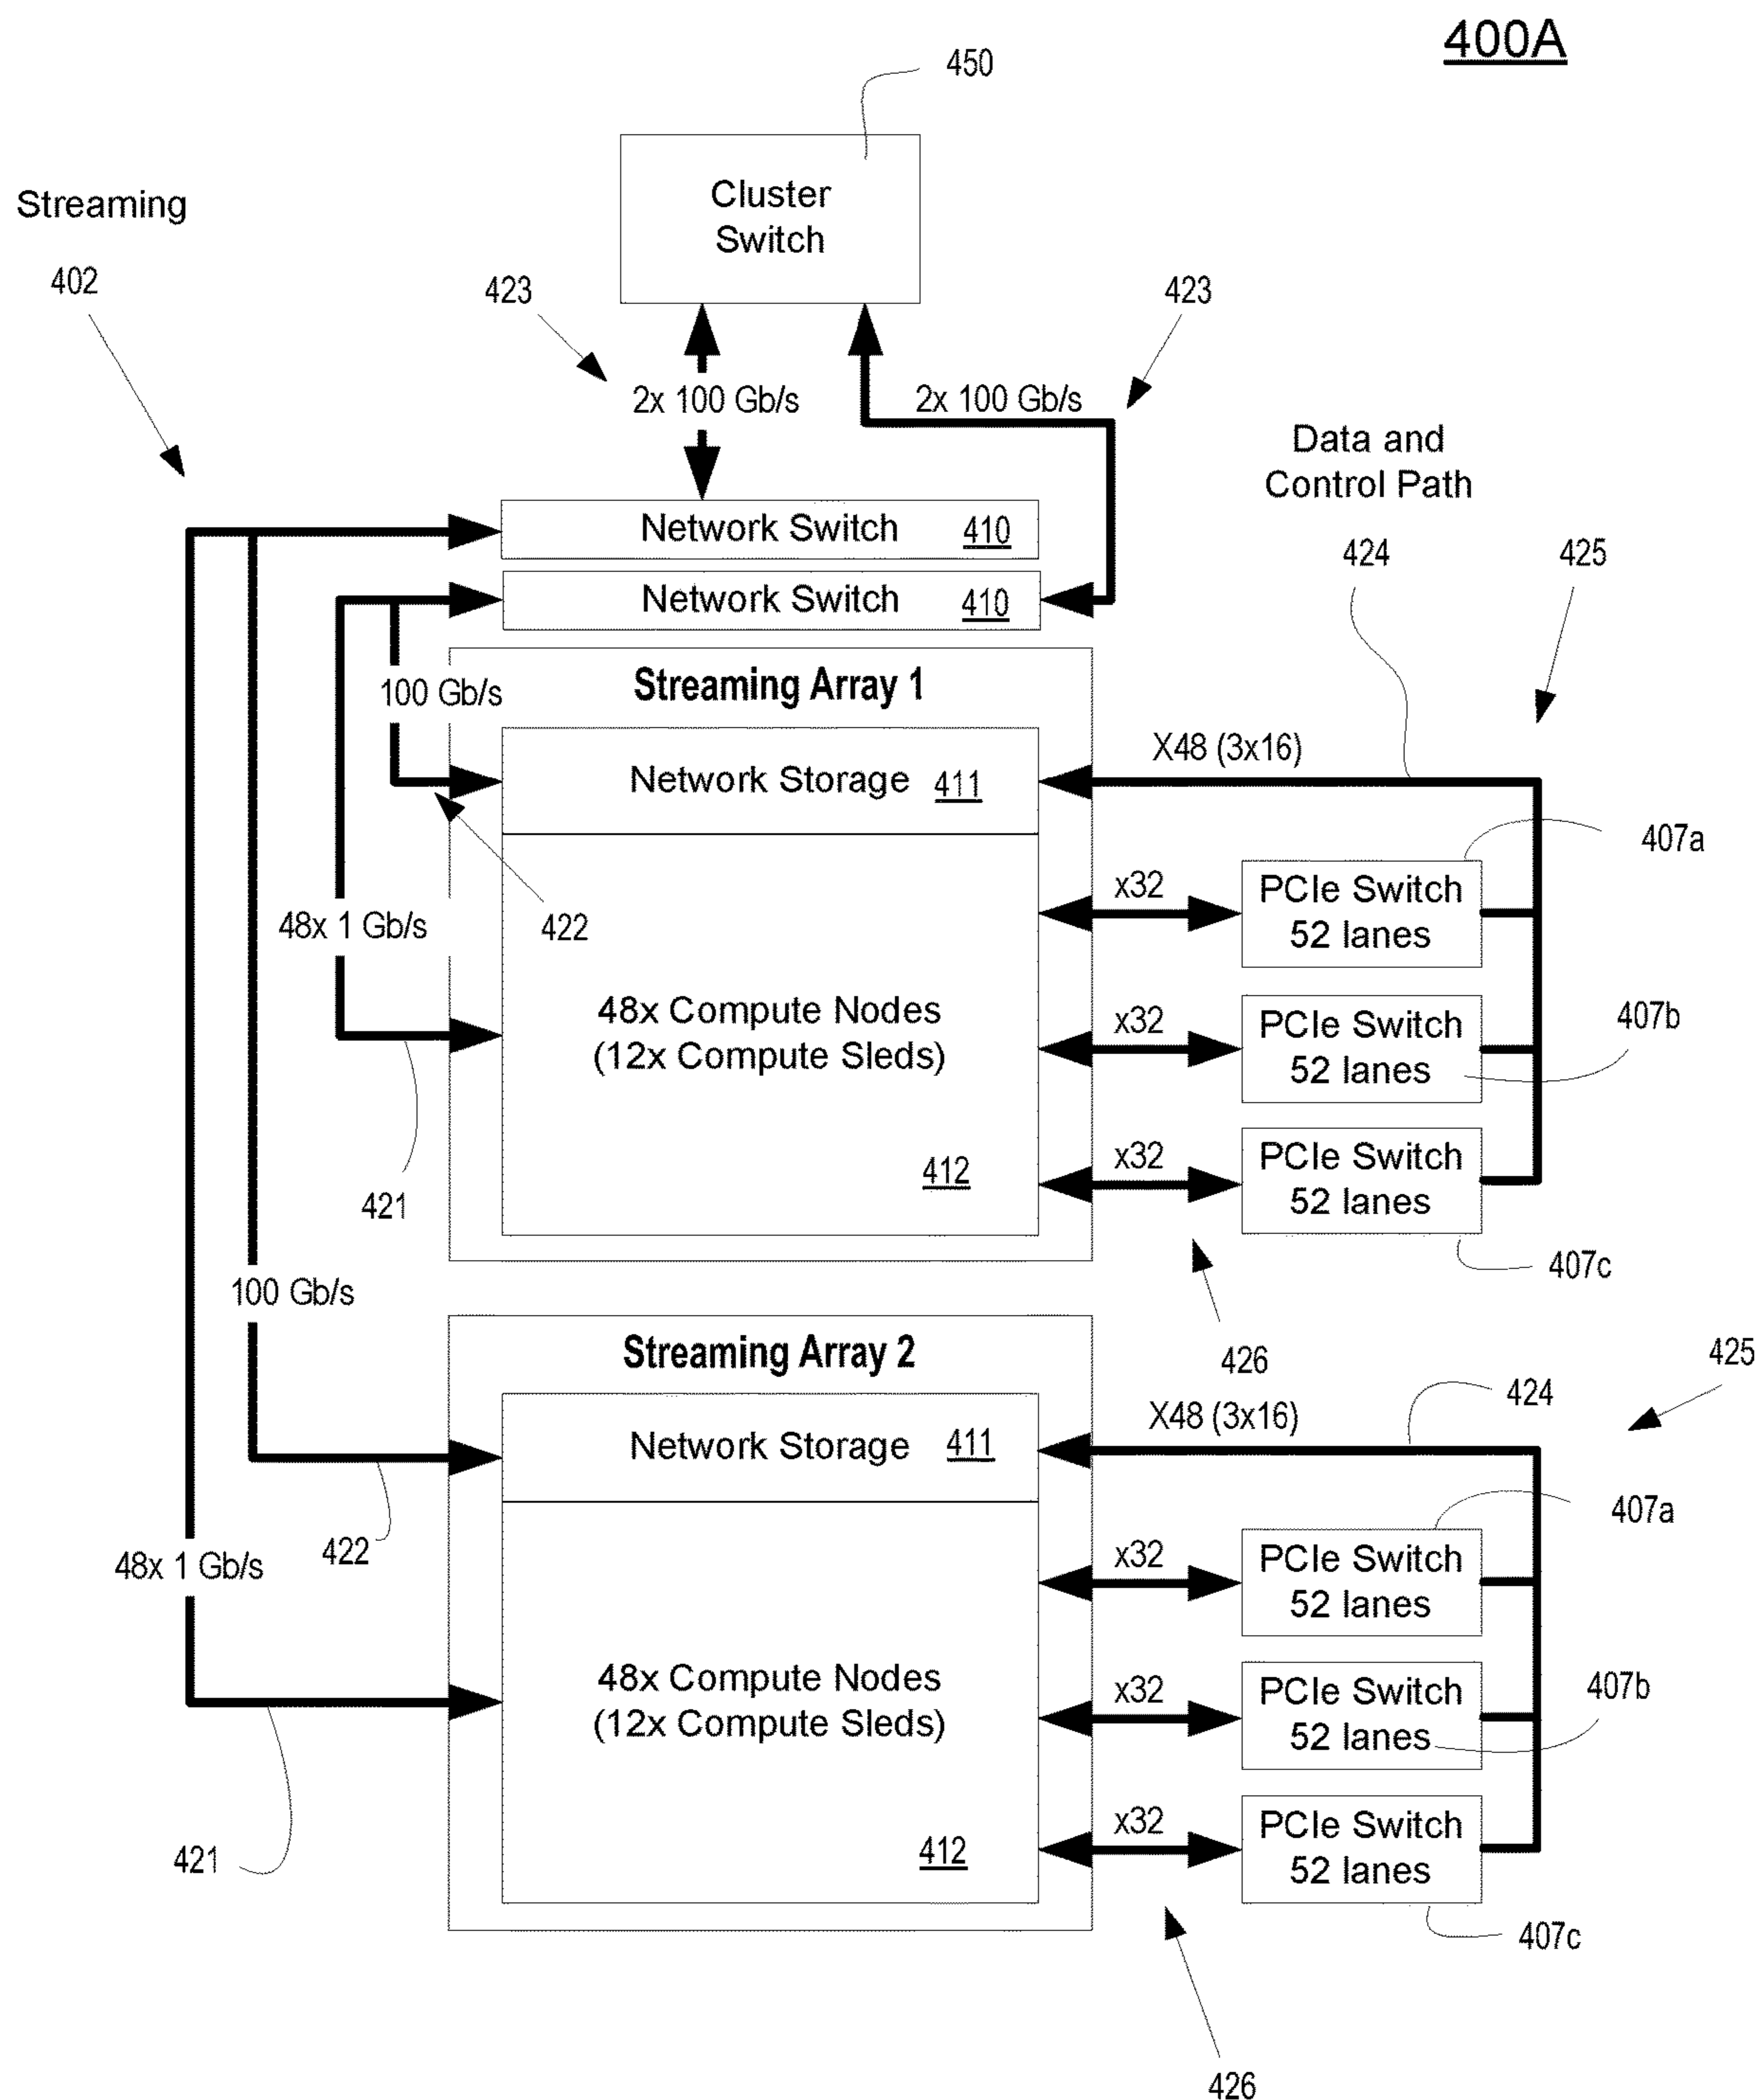 400A
450
Cluster
Switch
Streaming
402
423
423
2x 100 Gb/s
2x 100 Gb/s
Data and
Control Path
Network Switch 410
424
425
Network Switch 410
Streaming Array 1
100 Gb/s
X48 (3x16)
Network Storage 411
407a
x32
PCIe Switch
52 lanes
422
48x 1 Gb/s
48x Compute Nodes
(12x Compute Sleds)
x32
PCIe Switch
52 lanes
407b
x32
PCIe Switch
52 lanes
412
421
407c
100 Gb/s
426
Streaming Array 2
425
424
X48 (3x16)
Network Storage 411
407a
x32
PCIe Switch
52 lanes
422
48x 1 Gb/s
48x Compute Nodes
(12x Compute Sleds)
x32
PCIe Switch
52 lanes
407b
x32
PCIe Switch
52 lanes
412
421
407c
426